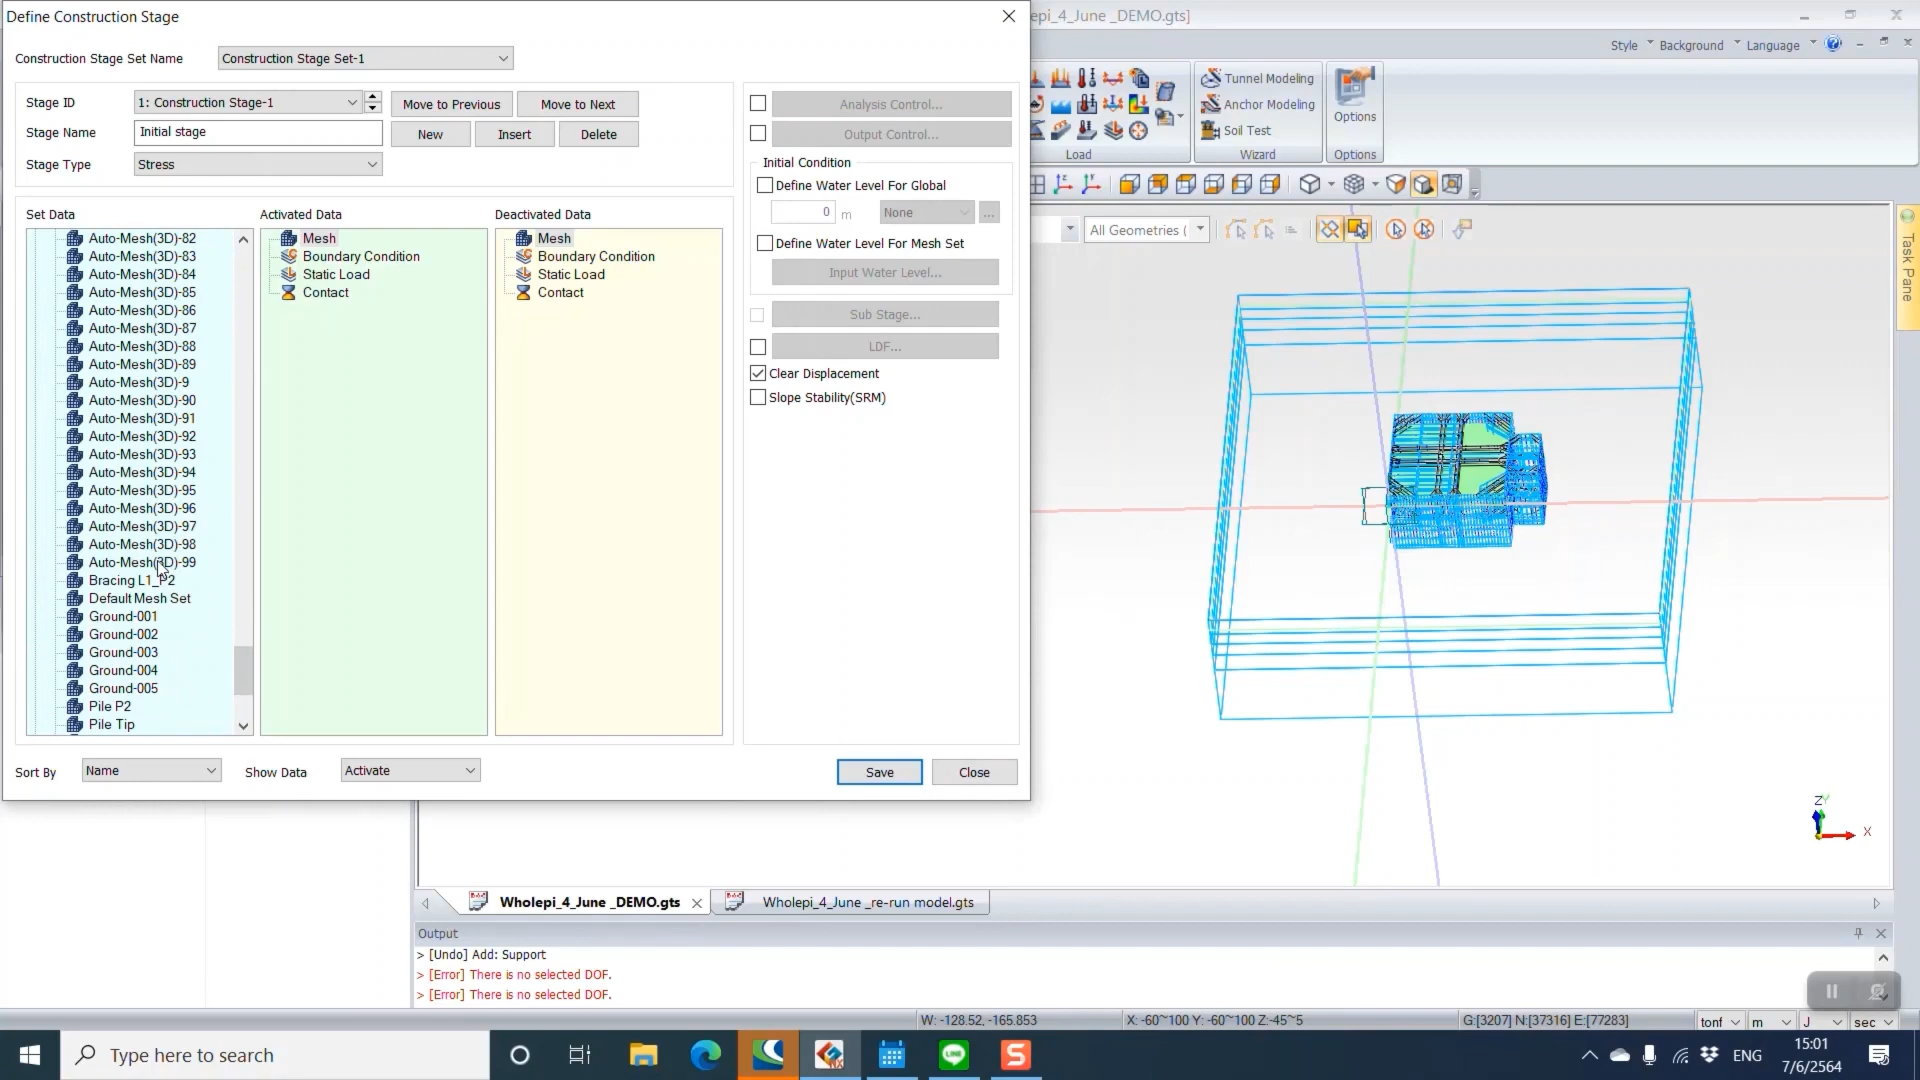 Define Construction Stage
epi_4_June _DEMO.gts]
Construction Stage Set Name
Construction Stage Set-1
Style
Background
Language
Stage ID
1: Construction Stage-1
Move to Previous
Move to Next
Stage Name
Initial stage
New
Insert
Delete
Stage Type
Stress
Analysis Control...
Output Control...
Initial Condition
Define Water Level For Global
0
m
None
...
Define Water Level For Mesh Set
Input Water Level...
Sub Stage...
LDF...
Clear Displacement
Slope Stability(SRM)
Tunnel Modeling
Anchor Modeling
Soil Test
Options
Load
Wizard
Options
All Geometries (
Task Pane
Set Data
Auto-Mesh(3D)-82
Auto-Mesh(3D)-83
Auto-Mesh(3D)-84
Auto-Mesh(3D)-85
Auto-Mesh(3D)-86
Auto-Mesh(3D)-87
Auto-Mesh(3D)-88
Auto-Mesh(3D)-89
Auto-Mesh(3D)-9
Auto-Mesh(3D)-90
Auto-Mesh(3D)-91
Auto-Mesh(3D)-92
Auto-Mesh(3D)-93
Auto-Mesh(3D)-94
Auto-Mesh(3D)-95
Auto-Mesh(3D)-96
Auto-Mesh(3D)-97
Auto-Mesh(3D)-98
Auto-Mesh(3D)-99
Bracing L1_P2
Default Mesh Set
Ground-001
Ground-002
Ground-003
Ground-004
Ground-005
Pile P2
Pile Tip
Activated Data
Mesh
Boundary Condition
Static Load
Contact
Deactivated Data
Mesh
Boundary Condition
Static Load
Contact
Sort By
Name
Show Data
Activate
Save
Close
Z
Y
X
Wholepi_4_June _DEMO.gts
Wholepi_4_June _re-run model.gts
Output
> [Undo] Add: Support
> [Error] There is no selected DOF.
> [Error] There is no selected DOF.
W: -128.52, -165.853
X: -60~100 Y: -60~100 Z:-45~5
G:[3207] N:[37316] E:[77283]
tonf
m
J
sec
Type here to search
LINE
S
ENG
15:01
7/6/2564